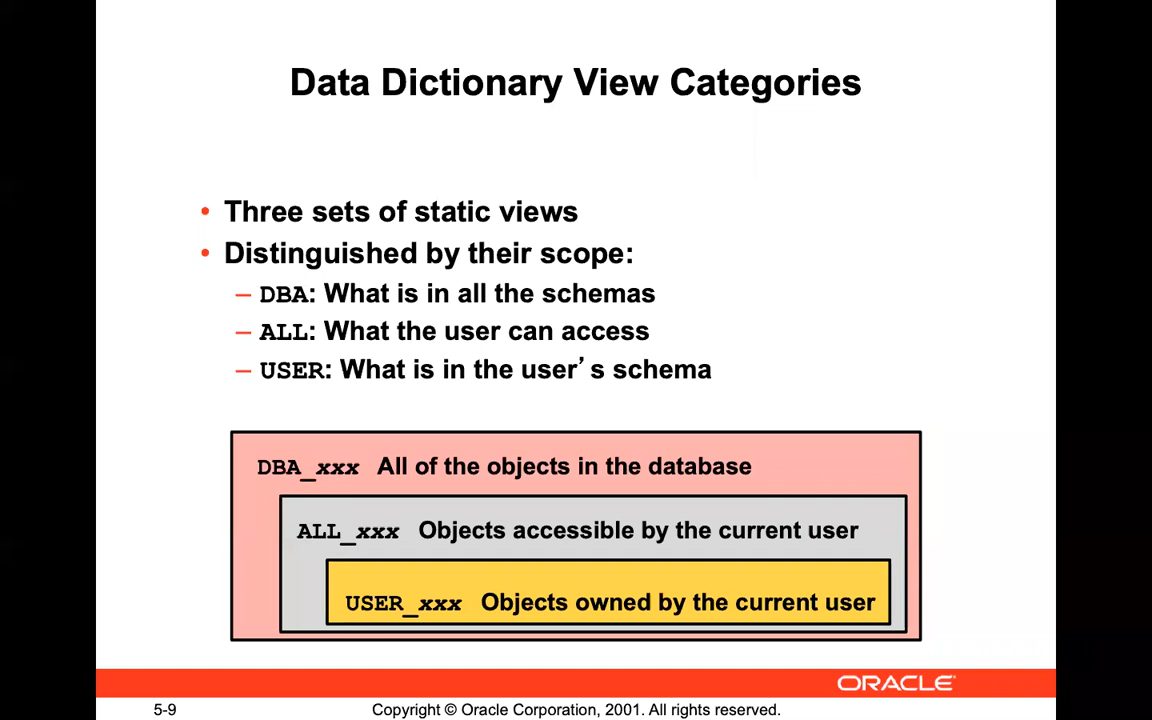 Data Dictionary View Categories
• Three sets of static views
• Distinguished by their scope:
– DBA: What is in all the schemas
– ALL: What the user can access
– USER: What is in the user’s schema
DBA_xxx All of the objects in the database
ALL_xxx Objects accessible by the current user
USER_xxx Objects owned by the current user
ORACLE
5-9 Copyright © Oracle Corporation, 2001. All rights reserved.